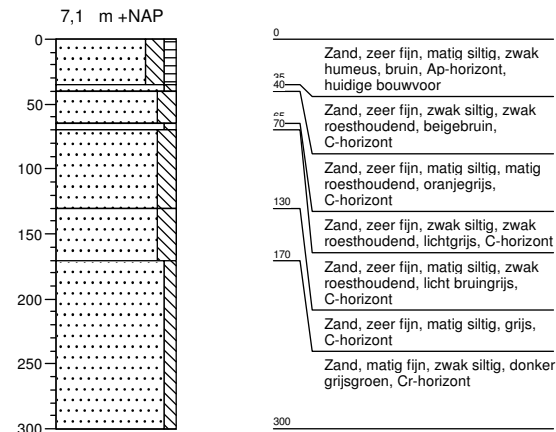 7,1 m +NAP
0
50
100
150
200
250
300
0
35
40
65
70
130
170
300
Zand, zeer fijn, matig siltig, zwak
humeus, bruin, Ap-horizont,
huidige bouwvoor
Zand, zeer fijn, zwak siltig, zwak
roesthoudend, beigebruin,
C-horizont
Zand, zeer fijn, matig siltig, matig
roesthoudend, oranjegrijs,
C-horizont
Zand, zeer fijn, zwak siltig, zwak
roesthoudend, lichtgrijs, C-horizont
Zand, zeer fijn, matig siltig, zwak
roesthoudend, licht bruingrijs,
C-horizont
Zand, zeer fijn, matig siltig, grijs,
C-horizont
Zand, matig fijn, zwak siltig, donker
grijsgroen, Cr-horizont